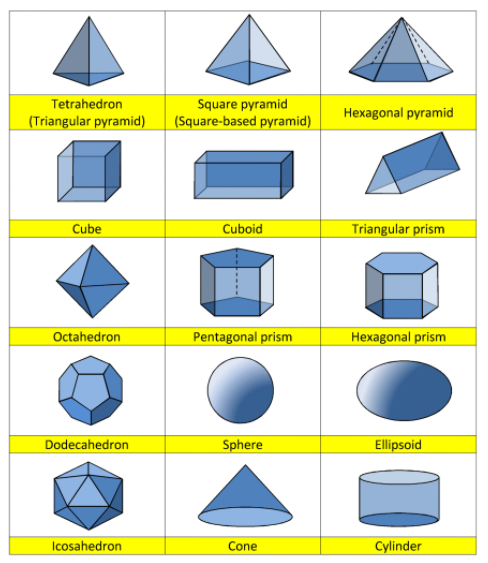 Tetrahedron
(Triangular pyramid)
Square pyramid
(Square-based pyramid)
Hexagonal pyramid
Cube
Cuboid
Triangular prism
Octahedron
Pentagonal prism
Hexagonal prism
Dodecahedron
Sphere
Ellipsoid
Icosahedron
Cone
Cylinder